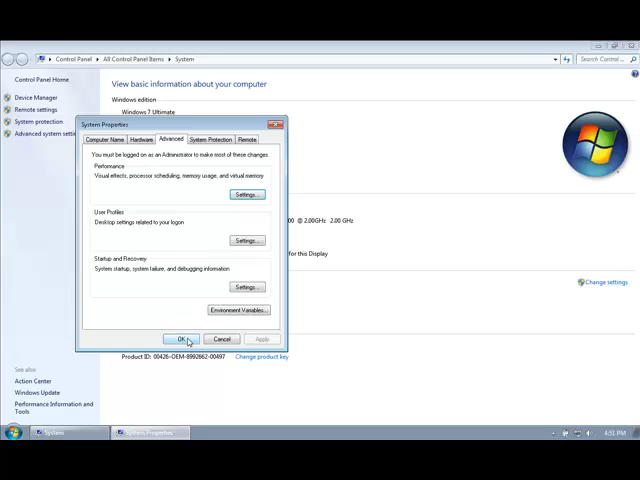 Control Panel
All Control Panel Items
System
Search Control ...
Control Panel Home
Device Manager
Remote settings
System protection
Advanced system setti
View basic information about your computer
Windows edition
Windows 7 Ultimate
System Properties
Computer Name
Hardware
Advanced
System Protection
Remote
You must be logged on as an Administrator to make most of these changes.
Performance
Visual effects, processor scheduling, memory usage, and virtual memory
Settings...
User Profiles
Desktop settings related to your logon
Settings...
Startup and Recovery
System startup, system failure, and debugging information
Settings...
Environment Variables...
OK
Cancel
Apply
00 @ 2.00GHz 2.00 GHz
for this Display
Change settings
Product ID: 00426-OEM-8992662-00497
Change product key
See also
Action Center
Windows Update
Performance Information and
Tools
System
System Properties
4:51 PM